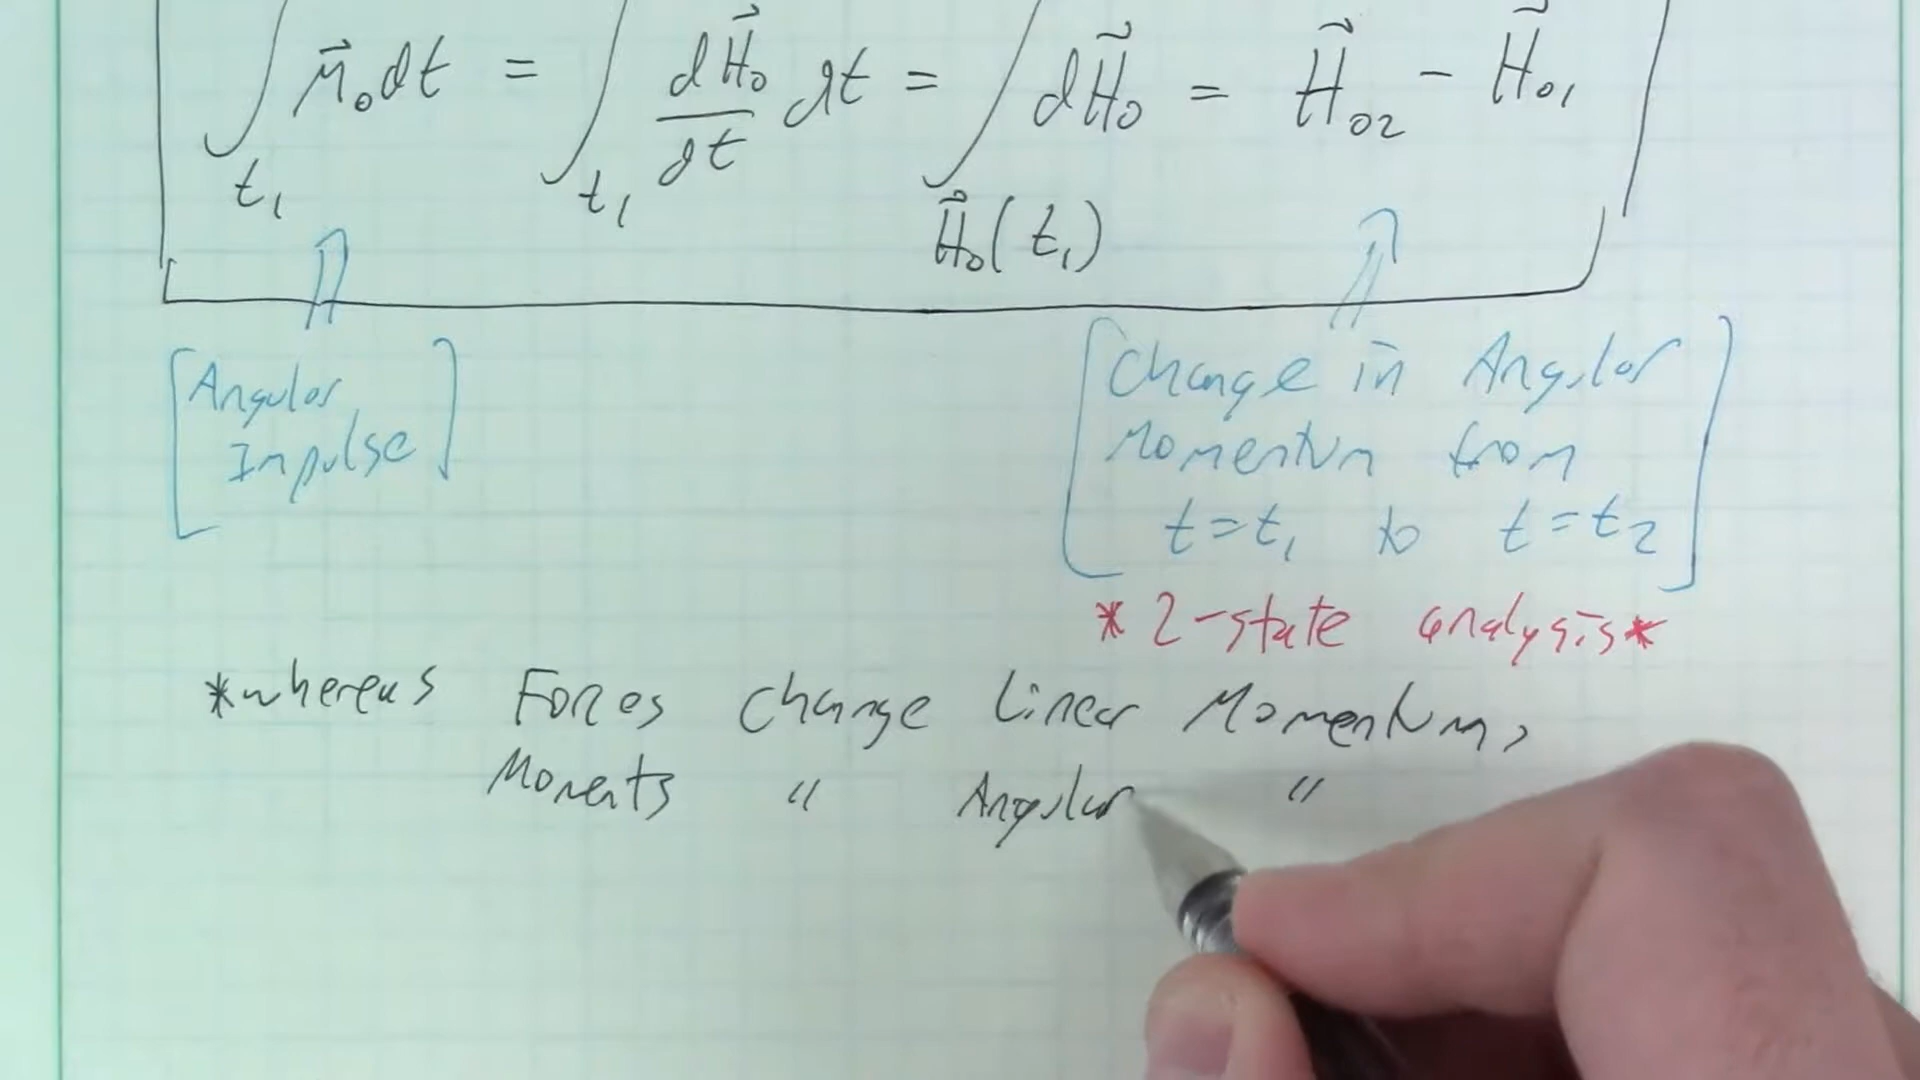 ∫ M⃗₀dt = ∫ dH⃗₀/dt dt = ∫ dH⃗₀ = H⃗₀₂ - H⃗₀₁
t₁ t₁ H⃗₀(t₁)
[Angular
Impulse]
[Change in Angular
Momentum from
t=t₁ to t=t₂]
*2-state analysis*
*whereas Forces Change Linear Momentum,
Moments " Angular "